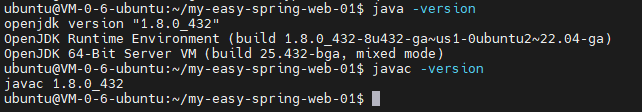 ubuntu@VM-0-6-ubuntu:~/my-easy-spring-web-01$ java -version
openjdk version "1.8.0_432"
OpenJDK Runtime Environment (build 1.8.0_432-8u432-ga~us1-0ubuntu2~22.04-ga)
OpenJDK 64-Bit Server VM (build 25.432-bga, mixed mode)
ubuntu@VM-0-6-ubuntu:~/my-easy-spring-web-01$ javac -version
javac 1.8.0_432
ubuntu@VM-0-6-ubuntu:~/my-easy-spring-web-01$